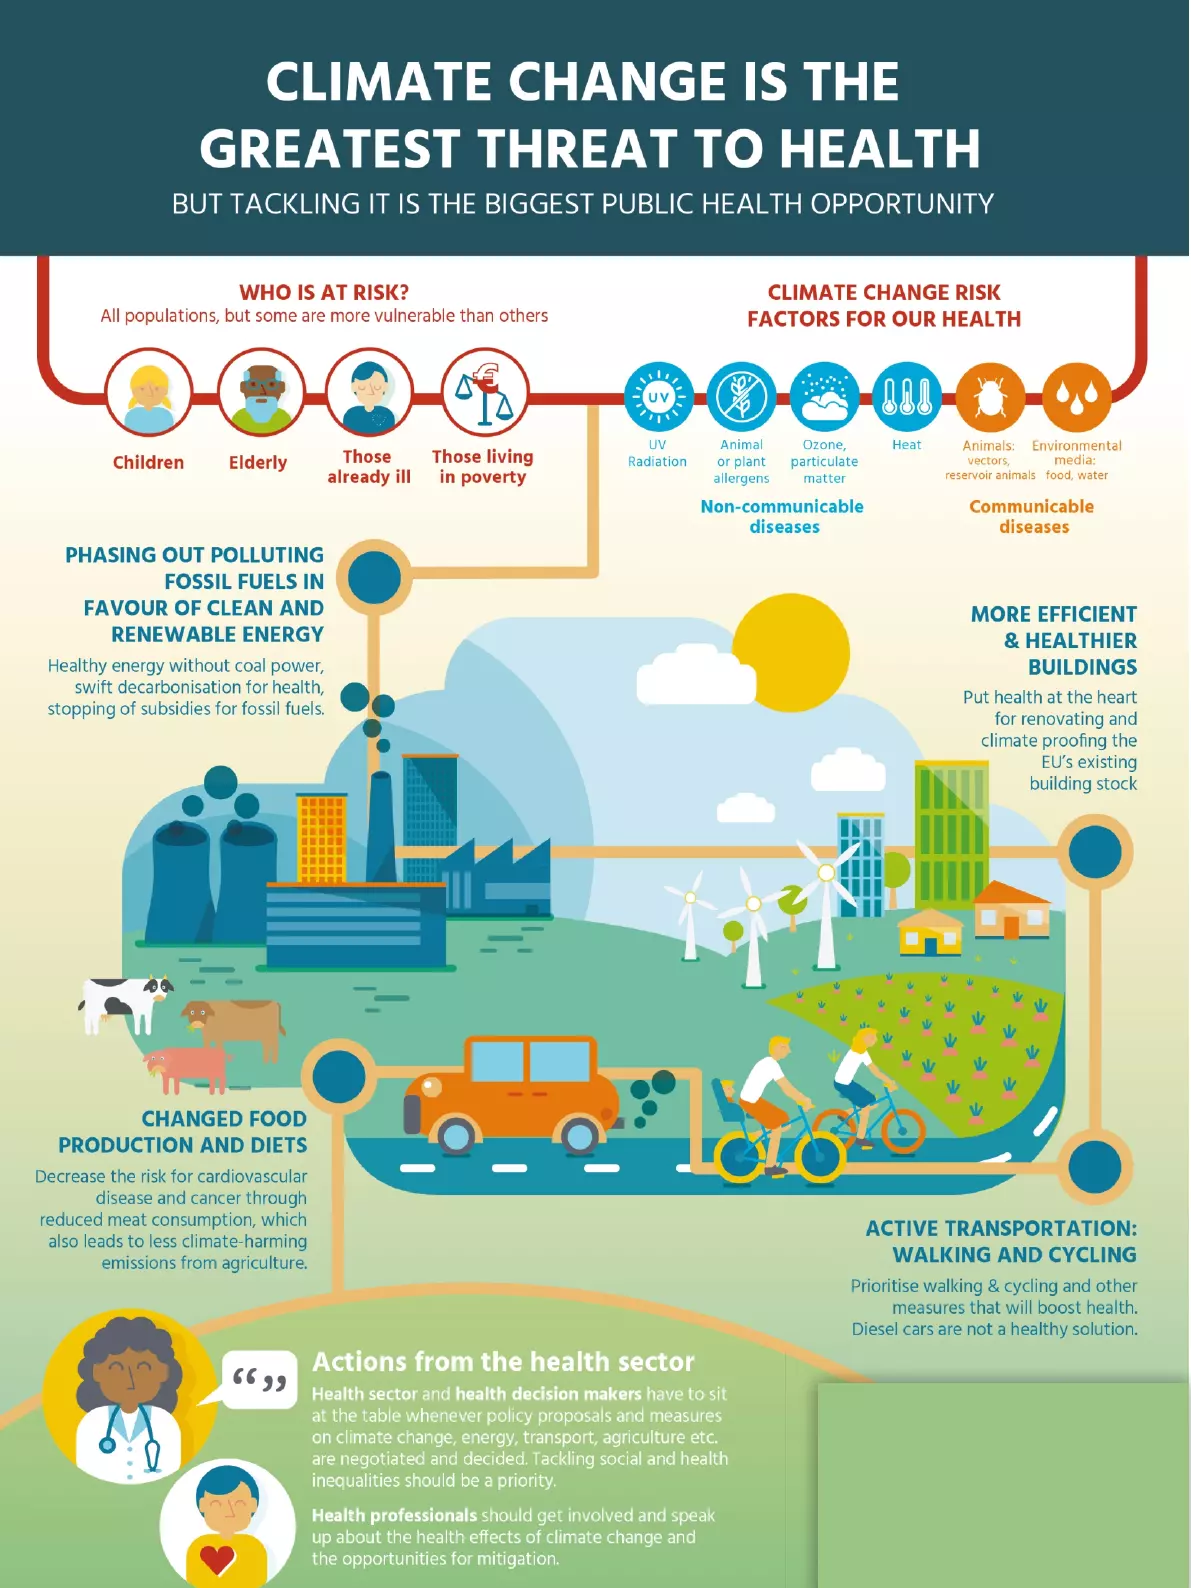 CLIMATE CHANGE IS THE
GREATEST THREAT TO HEALTH
BUT TACKLING IT IS THE BIGGEST PUBLIC HEALTH OPPORTUNITY
WHO IS AT RISK?
All populations, but some are more vulnerable than others
Children
Elderly
Those
already ill
Those living
in poverty
CLIMATE CHANGE RISK
FACTORS FOR OUR HEALTH
UV
UV
Radiation
Animal
or plant
allergens
Ozone,
particulate
matter
Heat
Animals:
vectors,
reservoir animals
Environmental
media:
food, water
Non-communicable
diseases
Communicable
diseases
PHASING OUT POLLUTING
FOSSIL FUELS IN
FAVOUR OF CLEAN AND
RENEWABLE ENERGY
Healthy energy without coal power,
swift decarbonisation for health,
stopping of subsidies for fossil fuels.
MORE EFFICIENT
& HEALTHIER
BUILDINGS
Put health at the heart
for renovating and
climate proofing the
EU's existing
building stock
CHANGED FOOD
PRODUCTION AND DIETS
Decrease the risk for cardiovascular
disease and cancer through
reduced meat consumption, which
also leads to less climate-harming
emissions from agriculture.
ACTIVE TRANSPORTATION:
WALKING AND CYCLING
Prioritise walking & cycling and other
measures that will boost health.
Diesel cars are not a healthy solution.
“ ”
Actions from the health sector
Health sector and health decision makers have to sit
at the table whenever policy proposals and measures
on climate change, energy, transport, agriculture etc.
are negotiated and decided. Tackling social and health
inequalities should be a priority.
Health professionals should get involved and speak
up about the health effects of climate change and
the opportunities for mitigation.